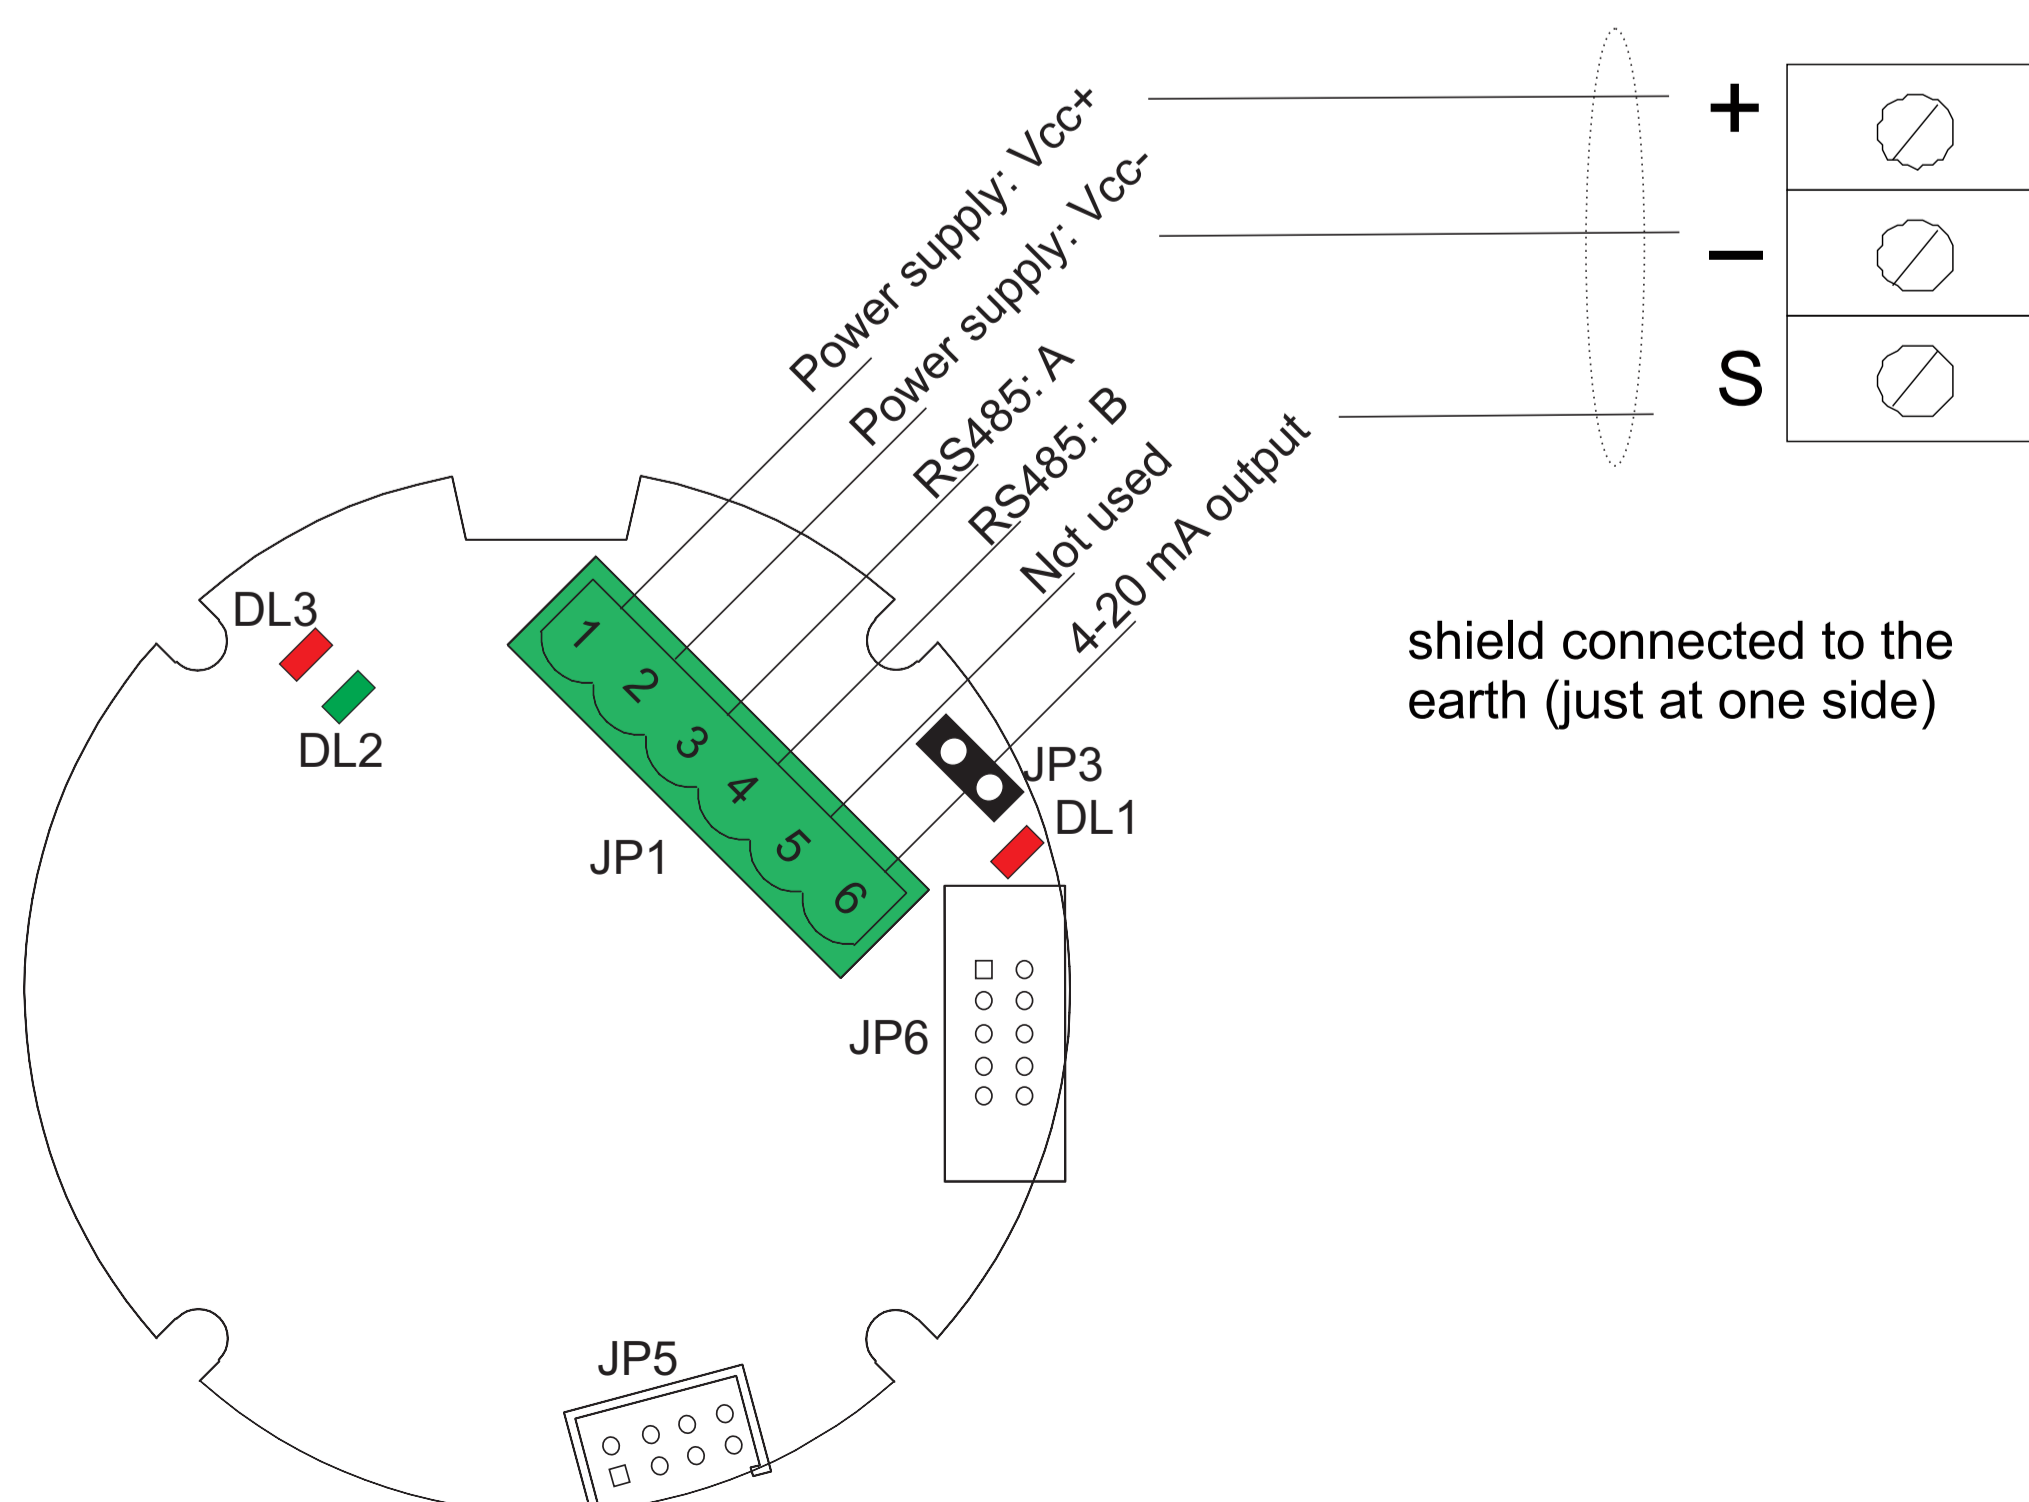 Power supply: Vcc+
Power supply: Vcc-
RS485: A
RS485: B
Not used
4-20 mA output
+
−
S
shield connected to the
earth (just at one side)
DL3
DL2
1
2
3
4
5
6
JP1
JP3
DL1
JP6
JP5